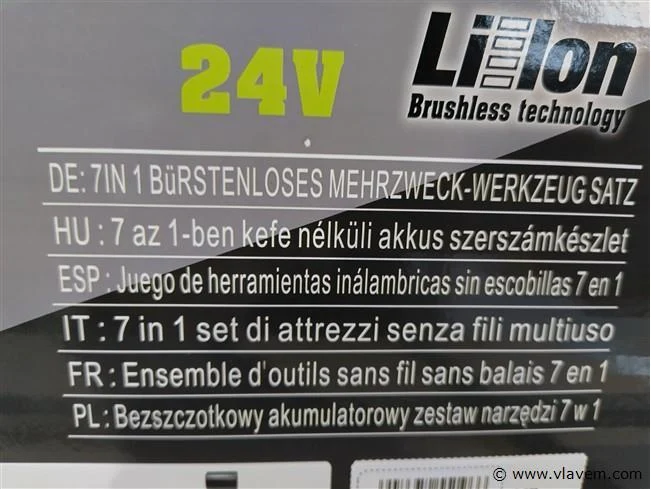 24V
Li Ion
Brushless technology
DE: 7IN 1 BüRSTENLOSES MEHRZWECK-WERKZEUG SATZ
HU : 7 az 1-ben kefe nélküli akkus szerszámkészlet
ESP : Juego de herramientas inálambricas sin escobillas 7 en 1
IT : 7 in 1 set di attrezzi senza fili multiuso
FR : Ensemble d'outils sans fil sans balais 7 en 1
PL : Bezszczotkowy akumulatorowy zestaw narzędzi 7 w 1
© www.vlavem.com